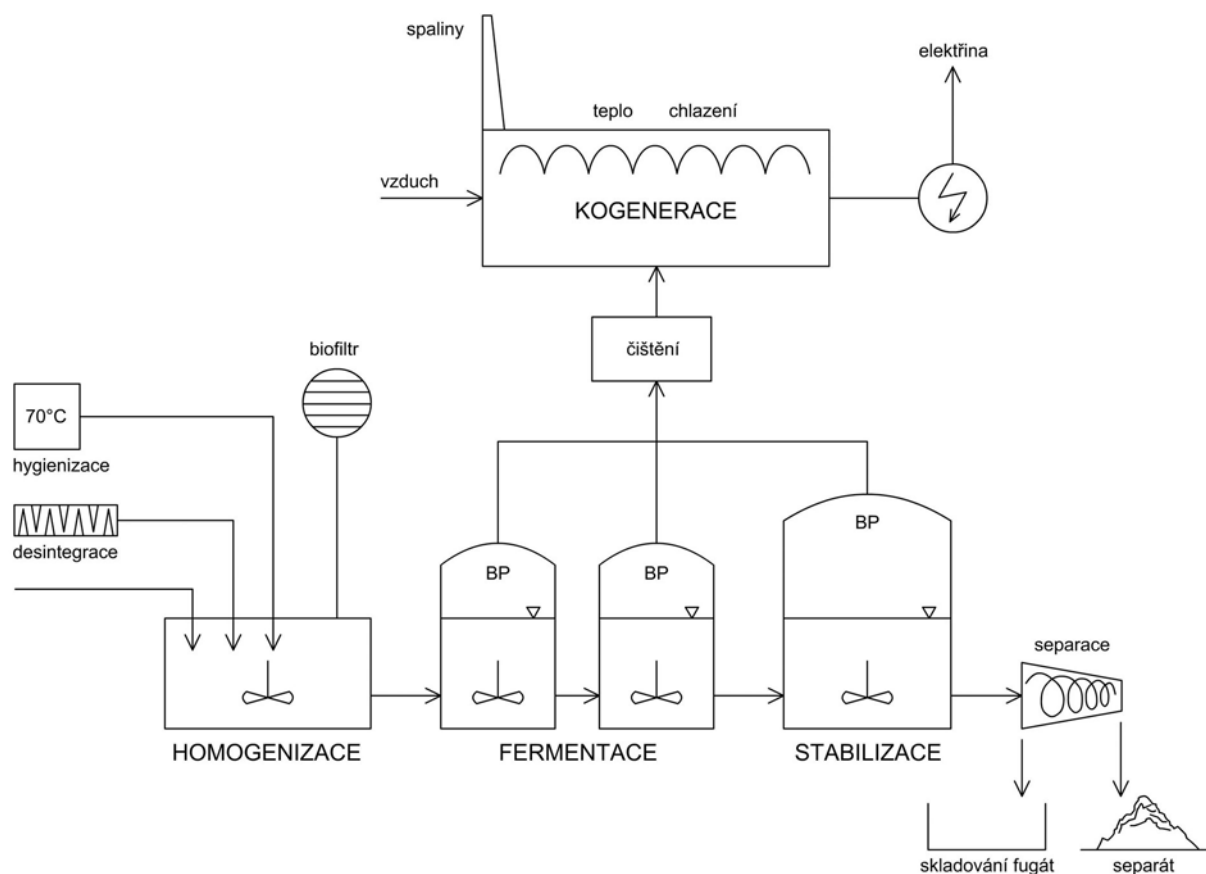 spaliny
elektřina
teplo chlazení
vzduch
KOGENERACE
čištění
biofiltr
70°C
hygienizace
desintegrace
BP
BP
BP
separace
HOMOGENIZACE
FERMENTACE
STABILIZACE
skladování fugát
separát